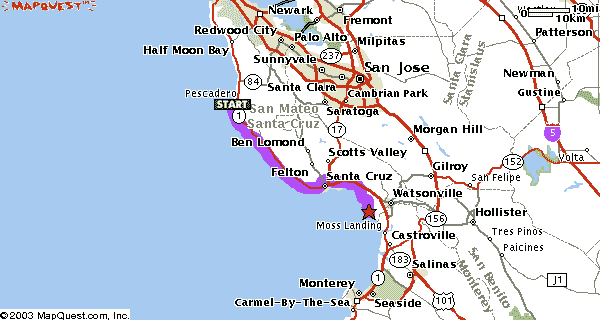 MAPQUEST
Newark
Fremont
10mi
10km
Patterson
Redwood City
Palo Alto
Milpitas
Half Moon Bay
Sunnyvale
237
San Jose
Santa Clara
Stanislaus
Newman
84
Santa Clara
Cambrian Park
Gustine
Pescadero
START
San Mateo
Saratoga
1
Santa Cruz
17
Morgan Hill
5
Ben Lomond
Scotts Valley
152
Volta
Gilroy
Felton
Santa Cruz
San Felipe
Watsonville
Moss Landing
156
Hollister
Castroville
Tres Pinos
Paicines
183
San Benito
Monterey
1
Salinas
J1
Monterey
Seaside
101
Carmel-By-The-Sea
©2003 MapQuest.com, Inc.